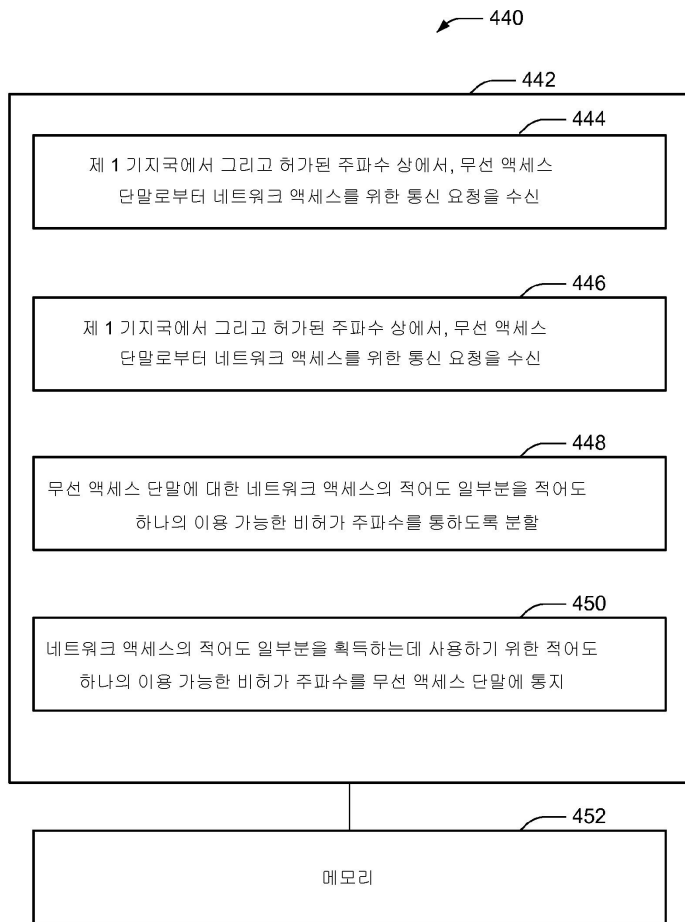 440
442
444
제 1 기지국에서 그리고 허가된 주파수 상에서, 무선 액세스
단말로부터 네트워크 액세스를 위한 통신 요청을 수신
446
제 1 기지국에서 그리고 허가된 주파수 상에서, 무선 액세스
단말로부터 네트워크 액세스를 위한 통신 요청을 수신
448
무선 액세스 단말에 대한 네트워크 액세스의 적어도 일부분을 적어도
하나의 이용 가능한 비허가 주파수를 통하도록 분할
450
네트워크 액세스의 적어도 일부분을 획득하는데 사용하기 위한 적어도
하나의 이용 가능한 비허가 주파수를 무선 액세스 단말에 통지
452
메모리